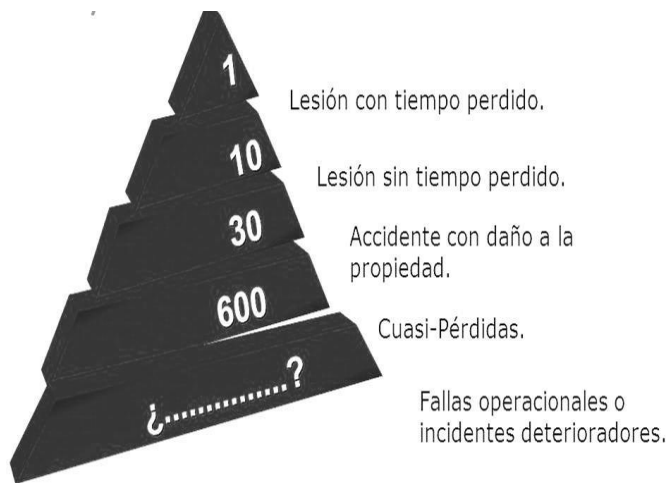 1
Lesión con tiempo perdido.
10
Lesión sin tiempo perdido.
30
Accidente con daño a la
propiedad.
600
Cuasi-Pérdidas.
¿...............?
Fallas operacionales o
incidentes deterioradores.